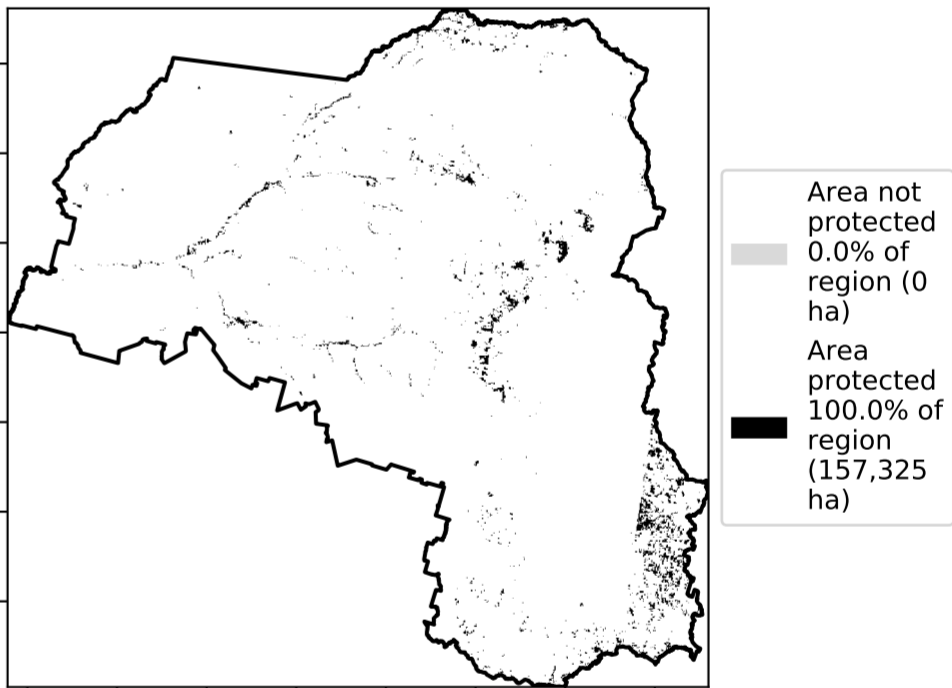 Area not
protected
0.0% of
region (0
ha)
Area
protected
100.0% of
region
(157,325
ha)